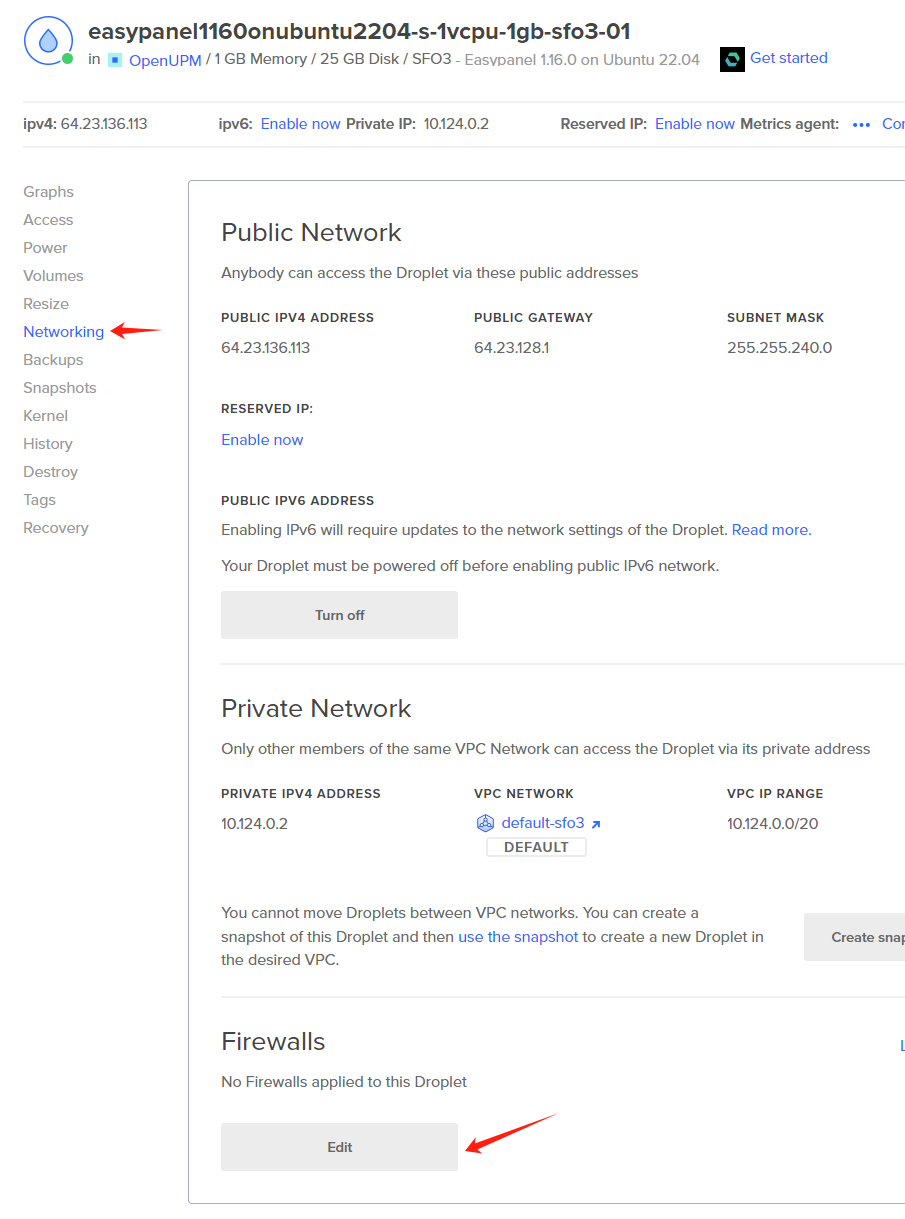 easypanel1160onubuntu2204-s-1vcpu-1gb-sfo3-01
in OpenUPM / 1 GB Memory / 25 GB Disk / SFO3 - Easypanel 1.16.0 on Ubuntu 22.04 Get started
ipv4: 64.23.136.113 ipv6: Enable now Private IP: 10.124.0.2 Reserved IP: Enable now Metrics agent: ••• Cor
Graphs
Access
Power
Volumes
Resize
Networking
Backups
Snapshots
Kernel
History
Destroy
Tags
Recovery
Public Network
Anybody can access the Droplet via these public addresses
PUBLIC IPV4 ADDRESS PUBLIC GATEWAY SUBNET MASK
64.23.136.113 64.23.128.1 255.255.240.0
RESERVED IP:
Enable now
PUBLIC IPV6 ADDRESS
Enabling IPv6 will require updates to the network settings of the Droplet. Read more.
Your Droplet must be powered off before enabling public IPv6 network.
Turn off
Private Network
Only other members of the same VPC Network can access the Droplet via its private address
PRIVATE IPV4 ADDRESS VPC NETWORK VPC IP RANGE
10.124.0.2 default-sfo3 10.124.0.0/20
DEFAULT
You cannot move Droplets between VPC networks. You can create a
snapshot of this Droplet and then use the snapshot to create a new Droplet in
the desired VPC.
Create snap
Firewalls
No Firewalls applied to this Droplet
Edit